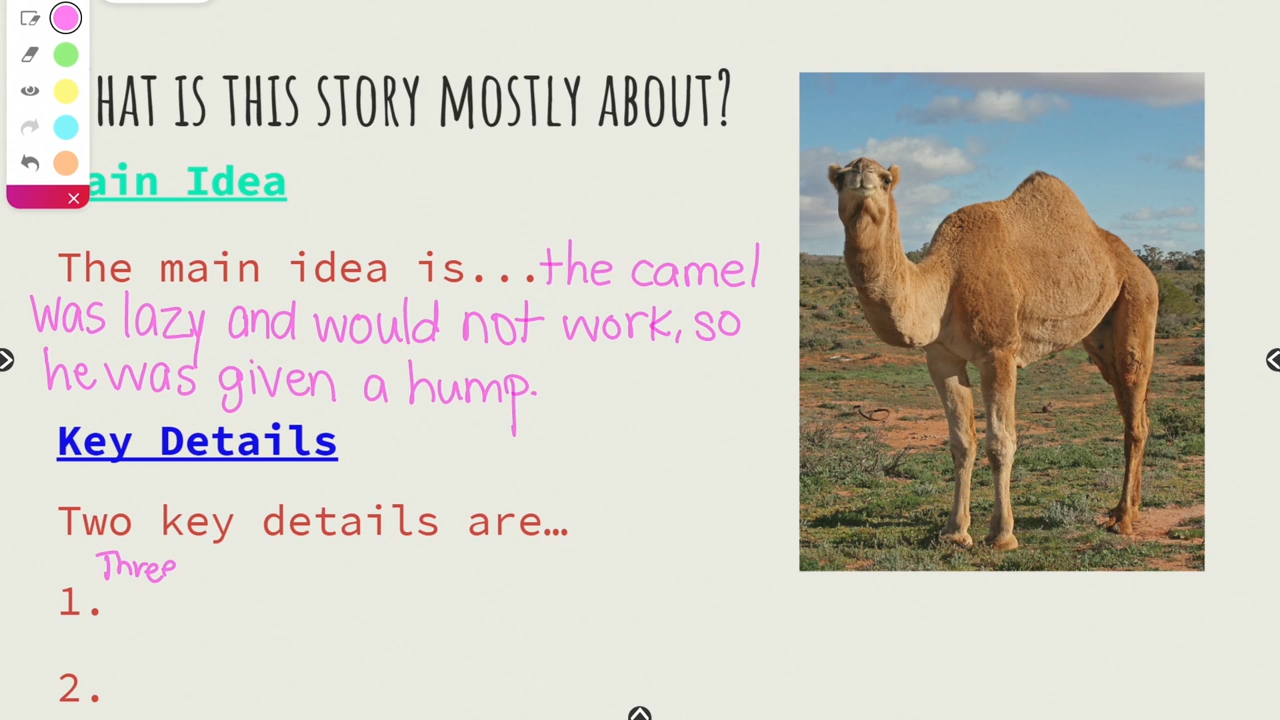 HAT IS THIS STORY MOSTLY ABOUT?
ain Idea
The main idea is...the camel
was lazy and would not work, so
he was given a hump.
Key Details
Two key details are…
Three
1.
2.